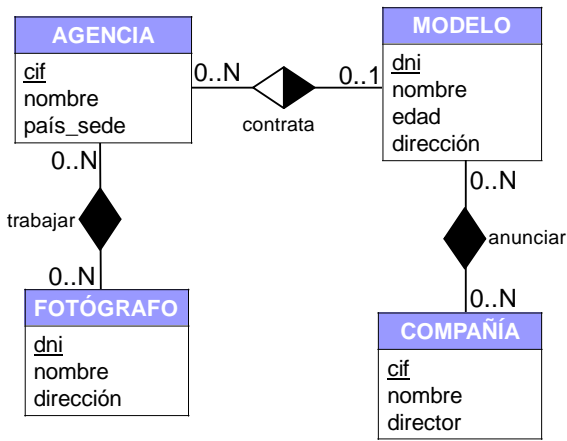 AGENCIA
cif
nombre
país_sede
0..N
0..1
contrata
MODELO
dni
nombre
edad
dirección
0..N
trabajar
0..N
0..N
anunciar
0..N
FOTÓGRAFO
dni
nombre
dirección
COMPAÑÍA
cif
nombre
director